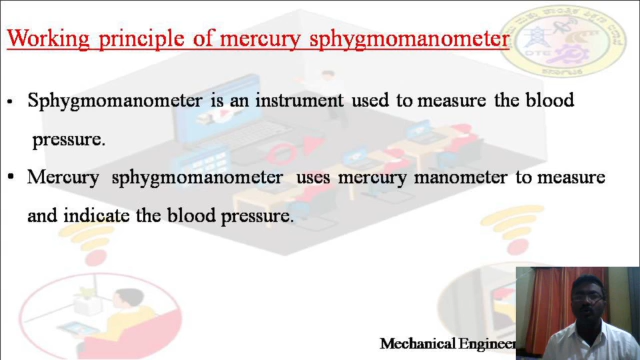 Working principle of mercury sphygmomanometer
• Sphygmomanometer is an instrument used to measure the blood
pressure.
• Mercury sphygmomanometer uses mercury manometer to measure
and indicate the blood pressure.
Mechanical Engineer